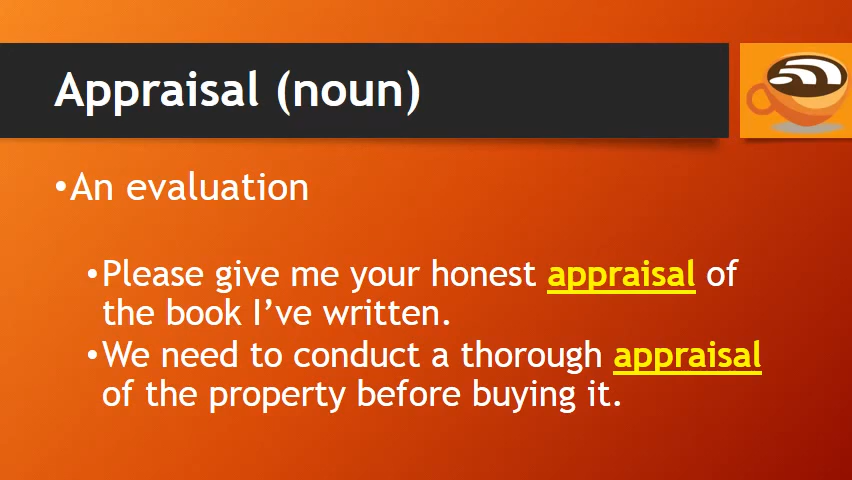 Appraisal (noun)
•An evaluation
•Please give me your honest appraisal of
the book I’ve written.
•We need to conduct a thorough appraisal
of the property before buying it.